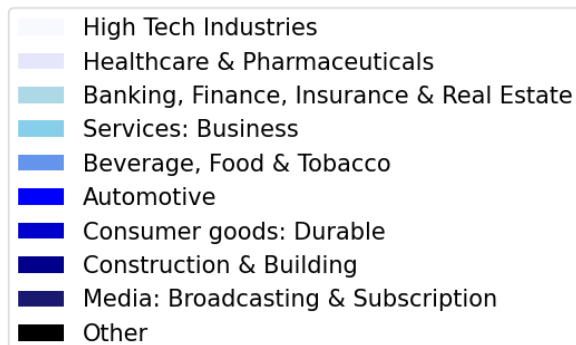 High Tech Industries
Healthcare & Pharmaceuticals
Banking, Finance, Insurance & Real Estate
Services: Business
Beverage, Food & Tobacco
Automotive
Consumer goods: Durable
Construction & Building
Media: Broadcasting & Subscription
Other